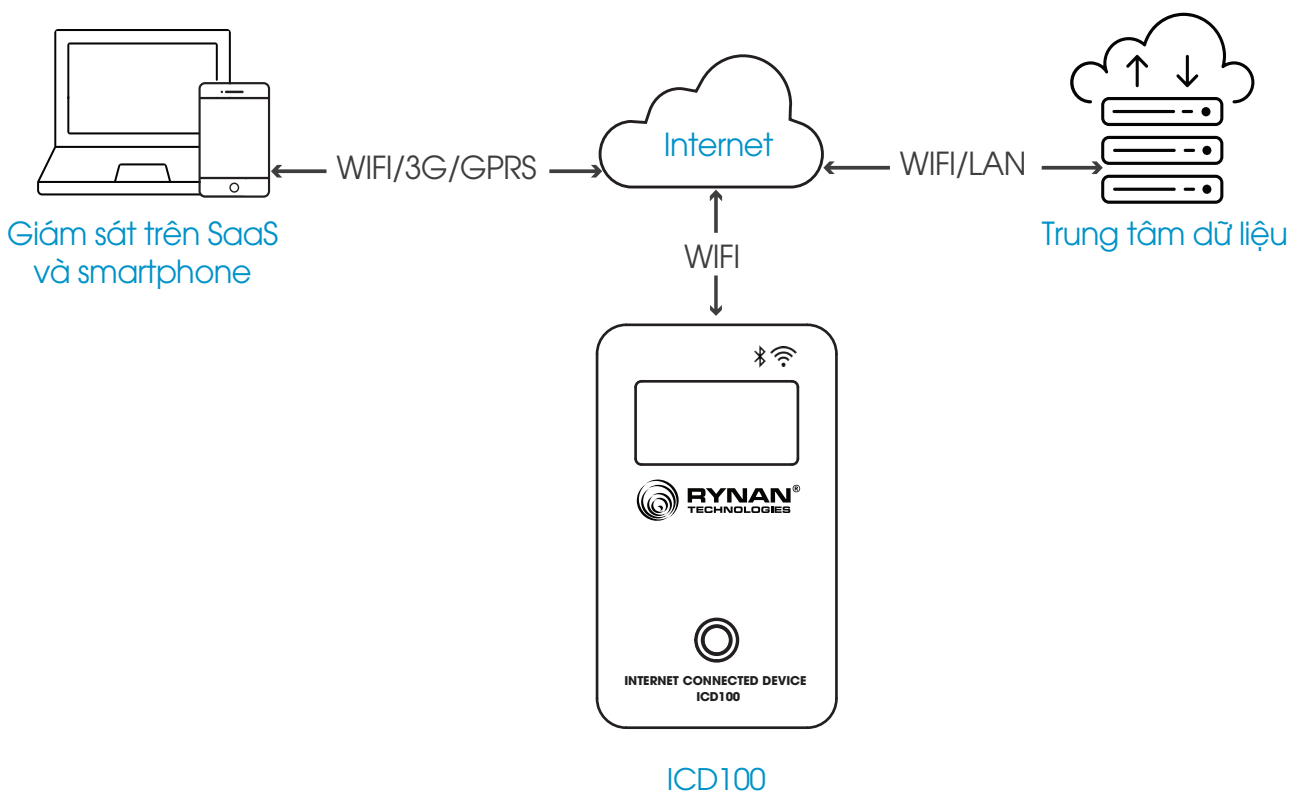 Internet
WIFI/3G/GPRS
WIFI/LAN
Giám sát trên SaaS
và smartphone
Trung tâm dữ liệu
WIFI
RYNAN®
TECHNOLOGIES
INTERNET CONNECTED DEVICE
ICD100
ICD100